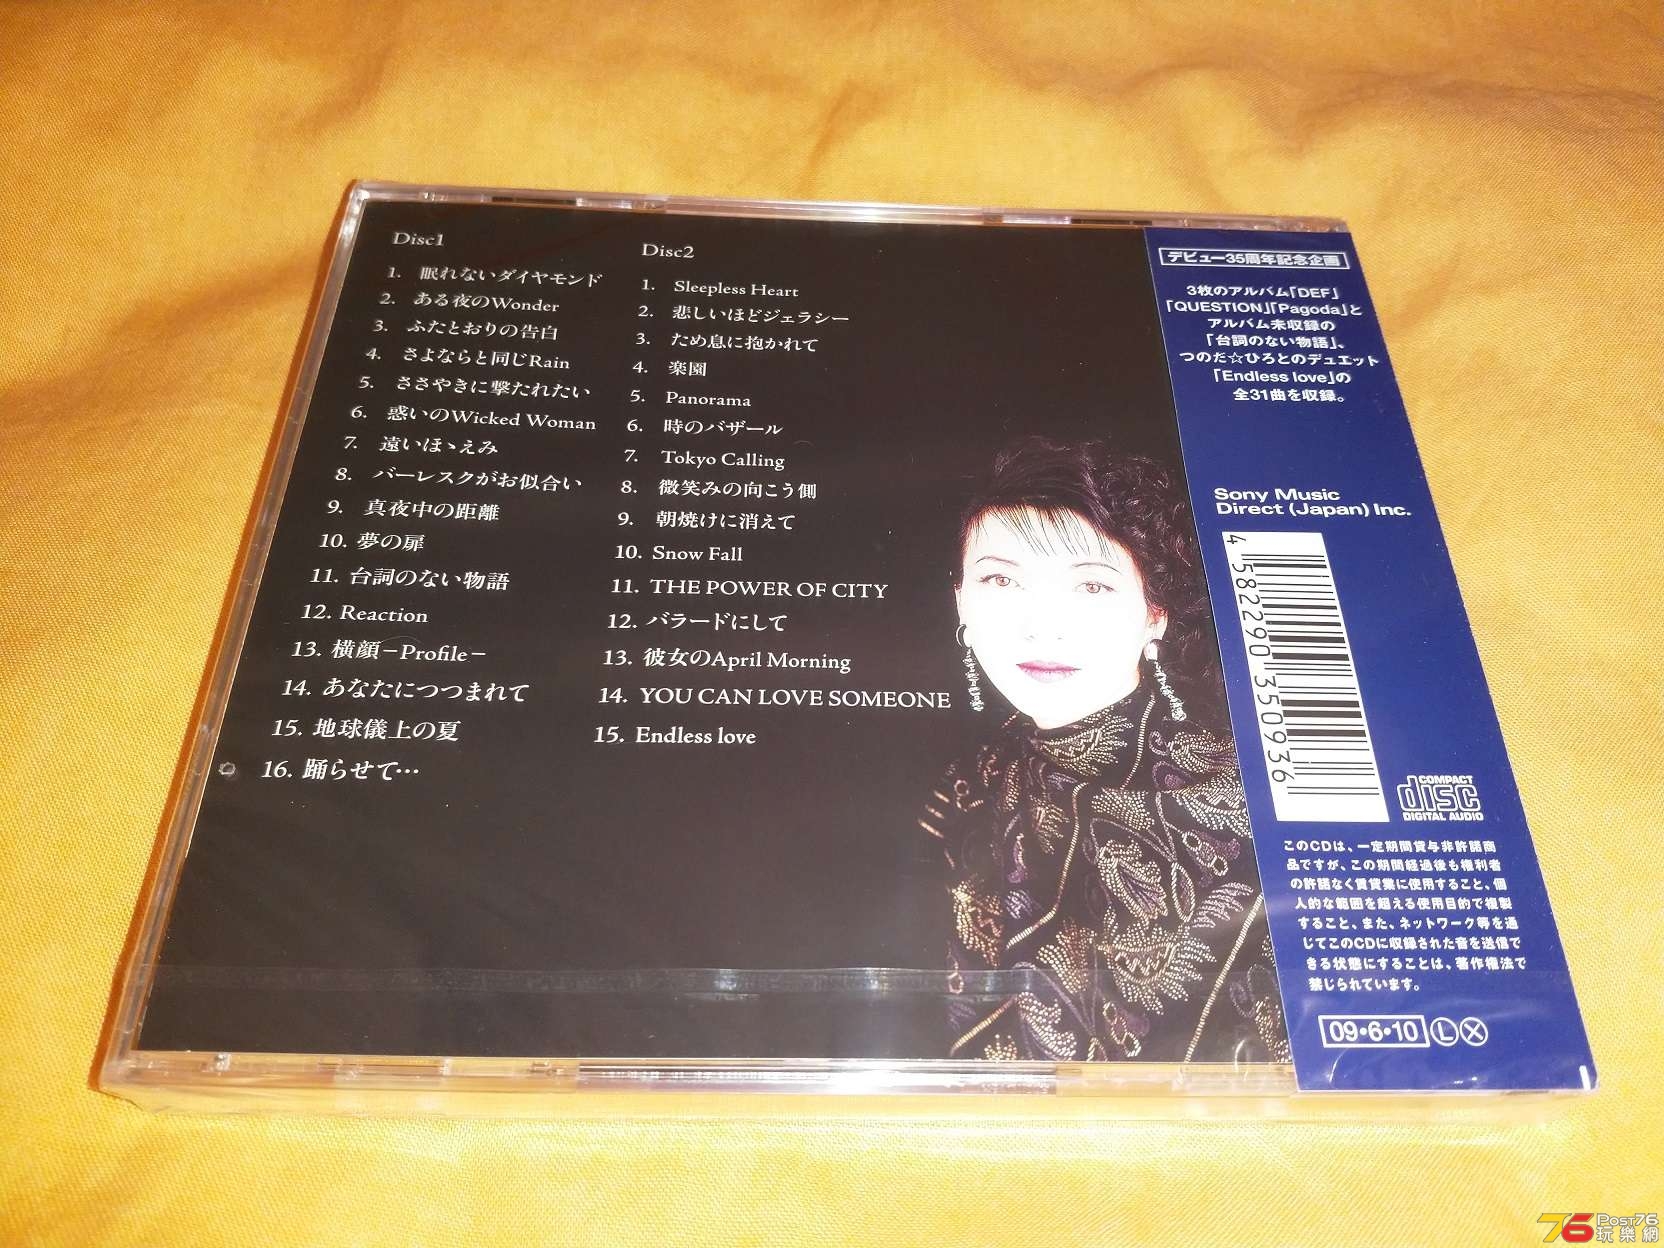 Disc1
1. 眠れないダイヤモンド
2. ある夜のWonder
3. ふたとおりの告白
4. さよならと同じRain
5. ささやきに撃たれたい
6. 惑いのWicked Woman
7. 遠いほゝえみ
8. バーレスクがお似合い
9. 真夜中の距離
10. 夢の扉
11. 台詞のない物語
12. Reaction
13. 横顔−Profile−
14. あなたにつつまれて
15. 地球儀上の夏
16. 踊らせて…
Disc2
1. Sleepless Heart
2. 悲しいほどジェラシー
3. ため息に抱かれて
4. 楽園
5. Panorama
6. 時のバザール
7. Tokyo Calling
8. 微笑みの向こう側
9. 朝焼けに消えて
10. Snow Fall
11. THE POWER OF CITY
12. バラードにして
13. 彼女のApril Morning
14. YOU CAN LOVE SOMEONE
15. Endless love
デビュー35周年記念企画
3枚のアルバム「DEF」
「QUESTION」「Pagoda」と
アルバム未収録の
「台詞のない物語」、
つのだ☆ひろとのデュエット
「Endless love」の
全31曲を収録。
Sony Music
Direct (Japan) Inc.
4 582290 350936
COMPACT
disc
DIGITAL AUDIO
このCDは、一定期間貸与非許諾商
品ですが、この期間経過後も権利者
の許諾なく賃貸業に使用すること、個
人的な範囲を超える使用目的で複製
すること、また、ネットワーク等を通
じてこのCDに収録された音を送信で
きる状態にすることは、著作権法で
禁じられています。
09・6・10 L X
76 Post76
玩樂網